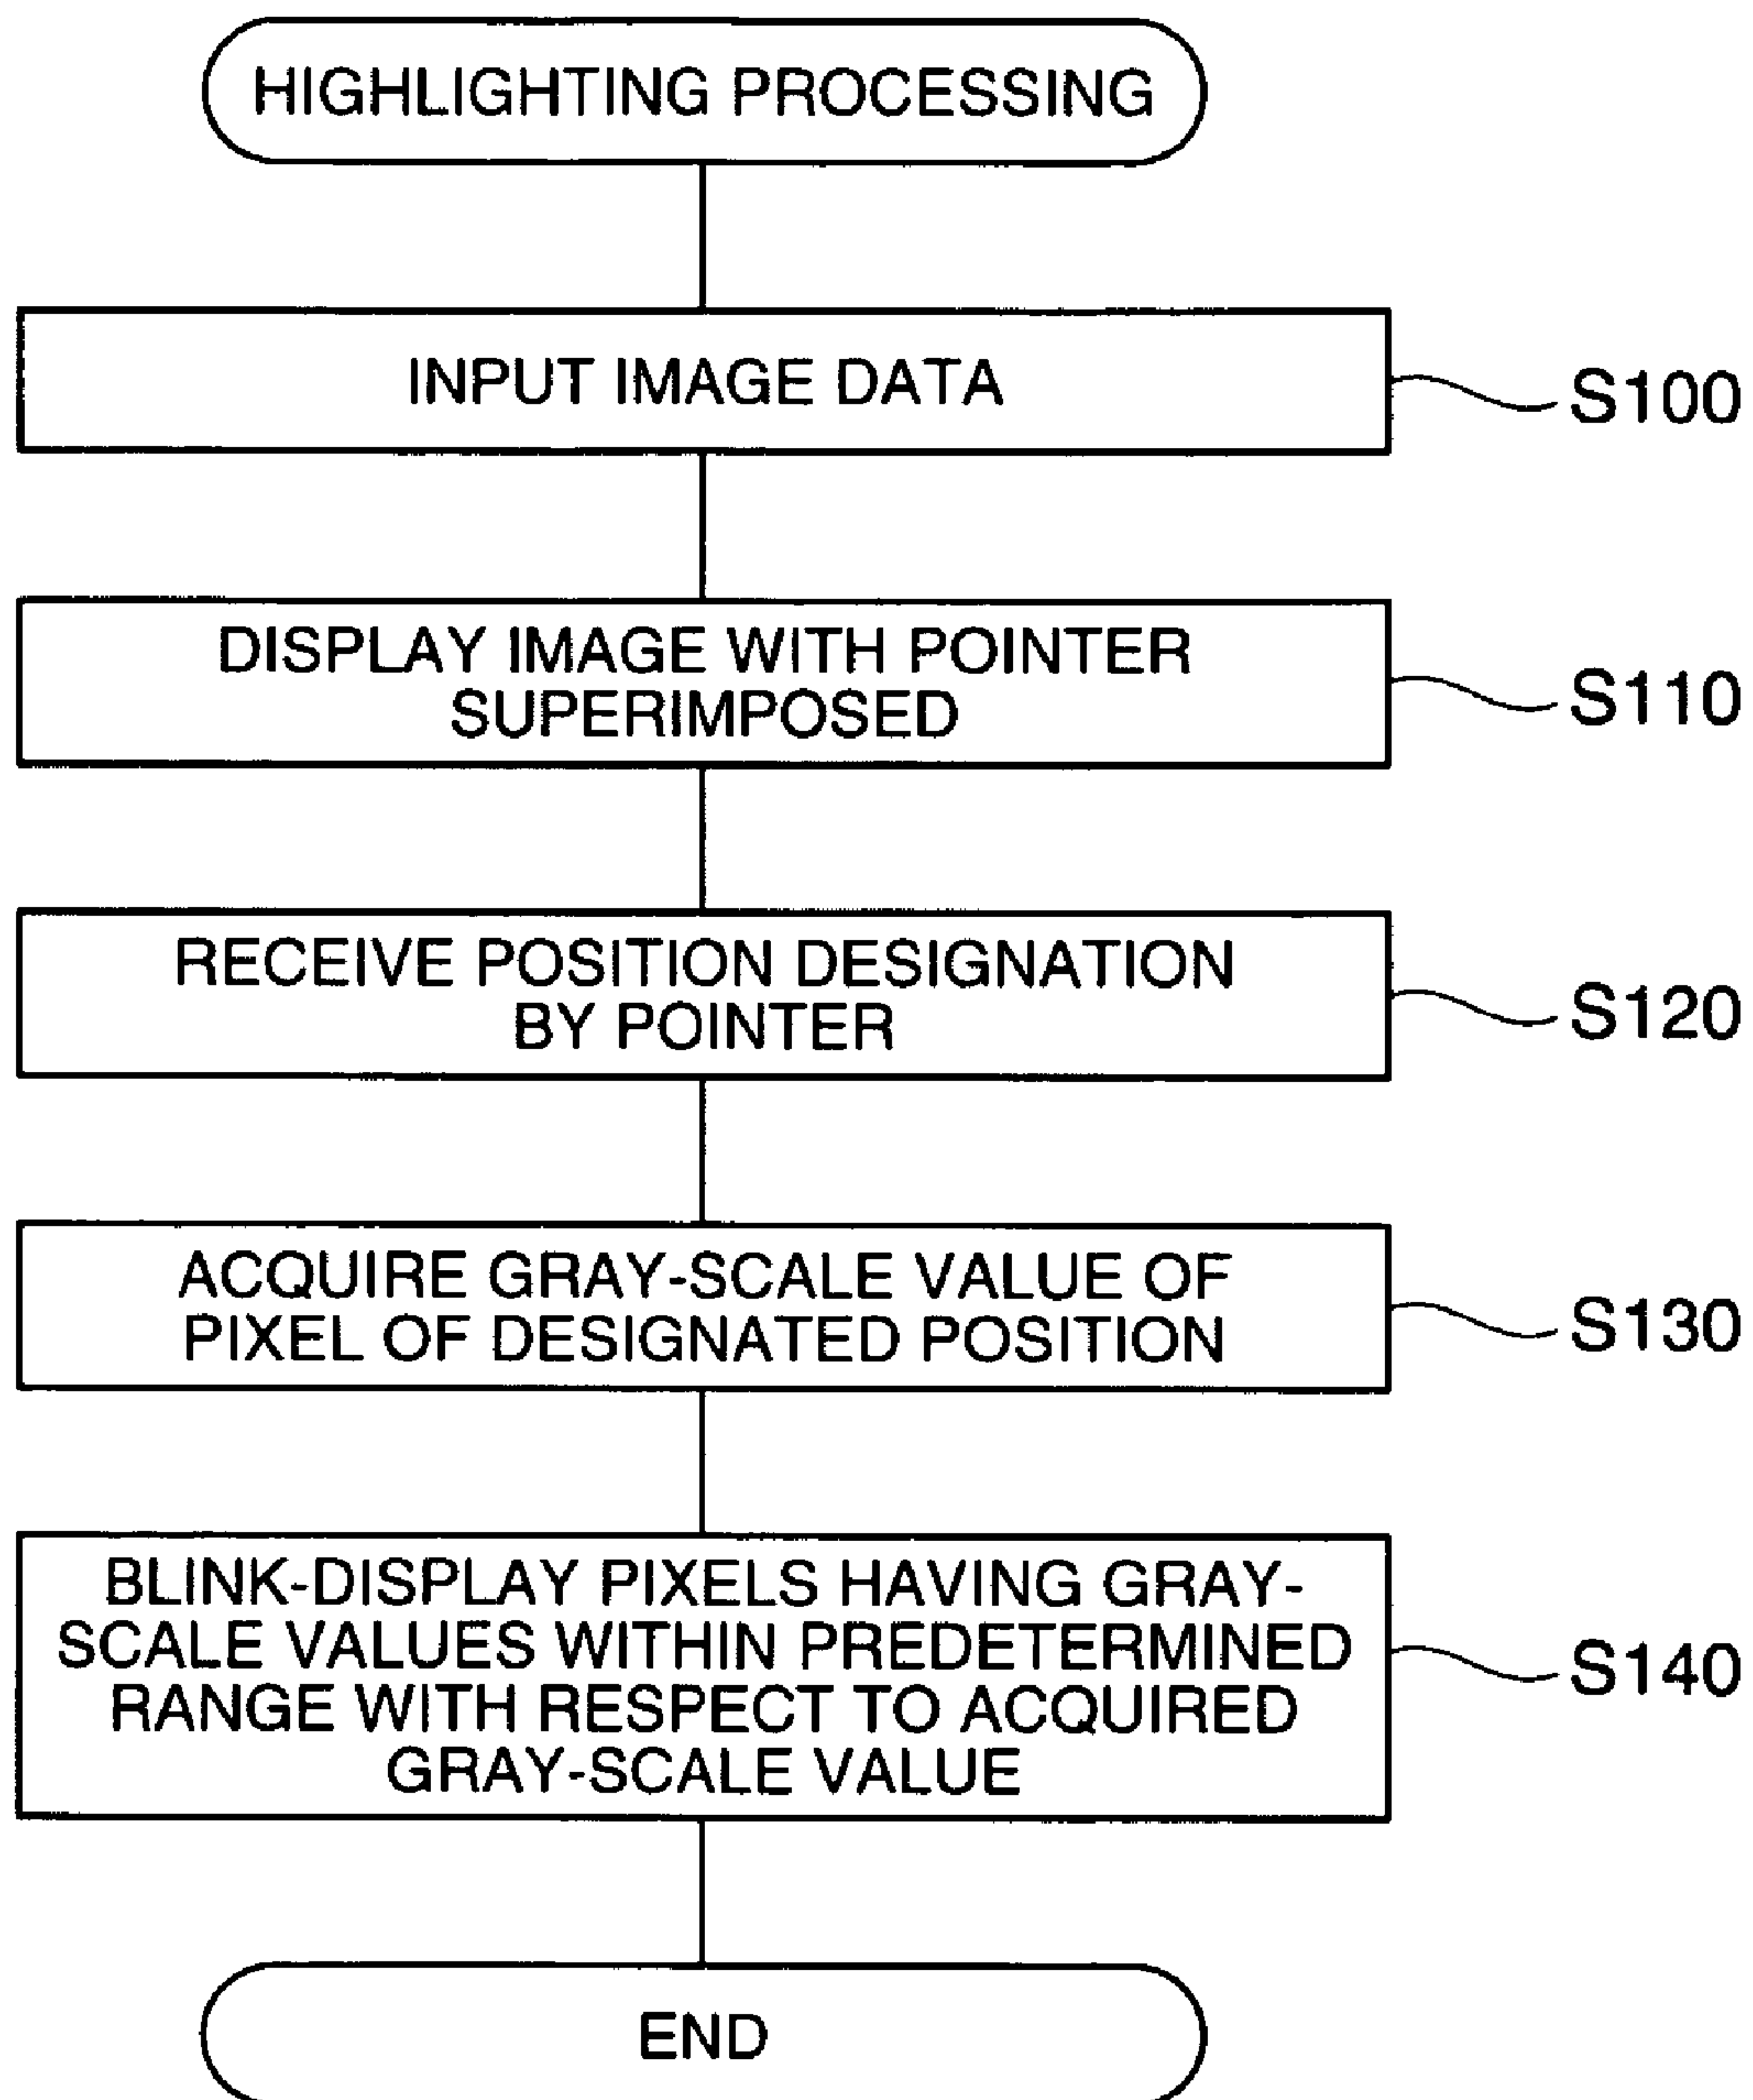 HIGHLIGHTING PROCESSING
INPUT IMAGE DATA
S100
DISPLAY IMAGE WITH POINTER
SUPERIMPOSED
S110
RECEIVE POSITION DESIGNATION
BY POINTER
S120
ACQUIRE GRAY-SCALE VALUE OF
PIXEL OF DESIGNATED POSITION
S130
BLINK-DISPLAY PIXELS HAVING GRAY-
SCALE VALUES WITHIN PREDETERMINED
RANGE WITH RESPECT TO ACQUIRED
GRAY-SCALE VALUE
S140
END